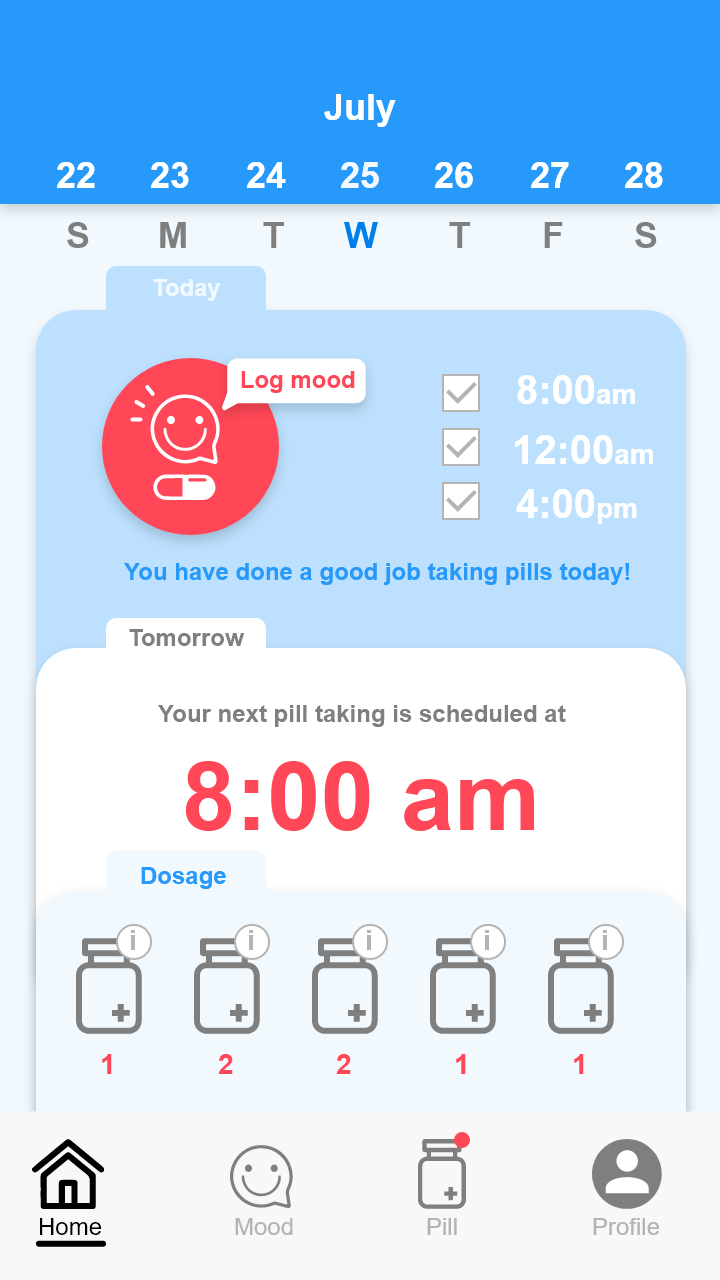 July
22 23 24 25 26 27 28
S M T W T F S
Today
Log mood
8:00am
12:00am
4:00pm
You have done a good job taking pills today!
Tomorrow
Your next pill taking is scheduled at
8:00 am
Dosage
i i i i i
1 2 2 1 1
Home Mood Pill Profile